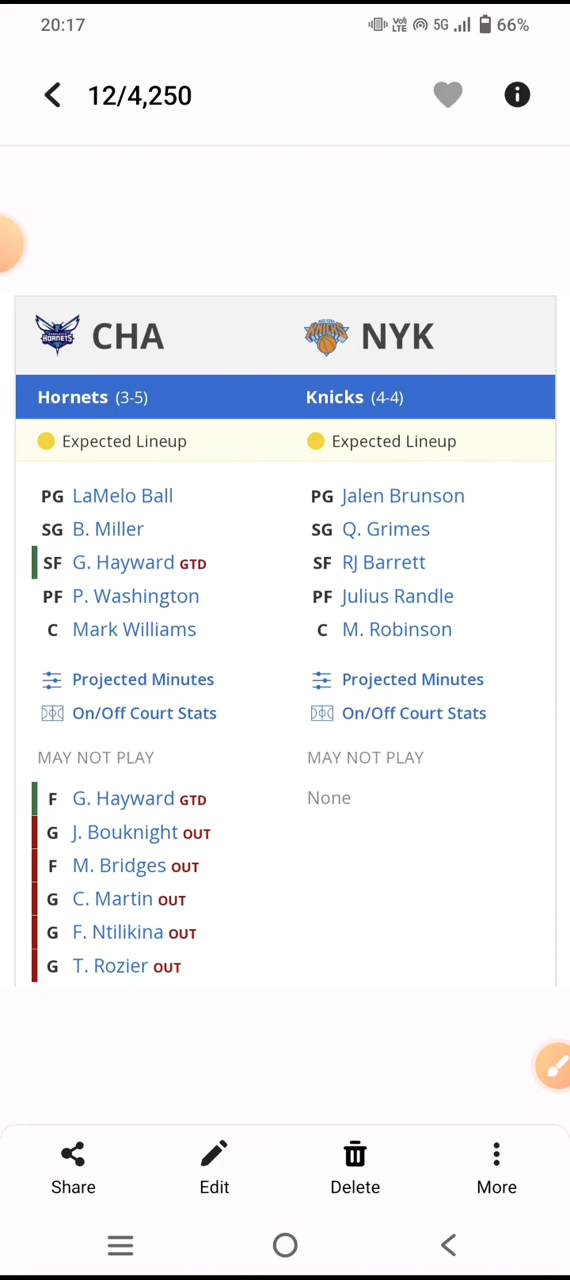 20:17
Vo) LTE 5G 66%
12/4,250
CHA
NYK
Hornets (3-5)
Knicks (4-4)
Expected Lineup
Expected Lineup
PG LaMelo Ball
SG B. Miller
SF G. Hayward GTD
PF P. Washington
C Mark Williams
Projected Minutes
On/Off Court Stats
PG Jalen Brunson
SG Q. Grimes
SF RJ Barrett
PF Julius Randle
C M. Robinson
Projected Minutes
On/Off Court Stats
MAY NOT PLAY
F G. Hayward GTD
G J. Bouknight OUT
F M. Bridges OUT
G C. Martin OUT
G F. Ntilikina OUT
G T. Rozier OUT
MAY NOT PLAY
None
Share
Edit
Delete
More